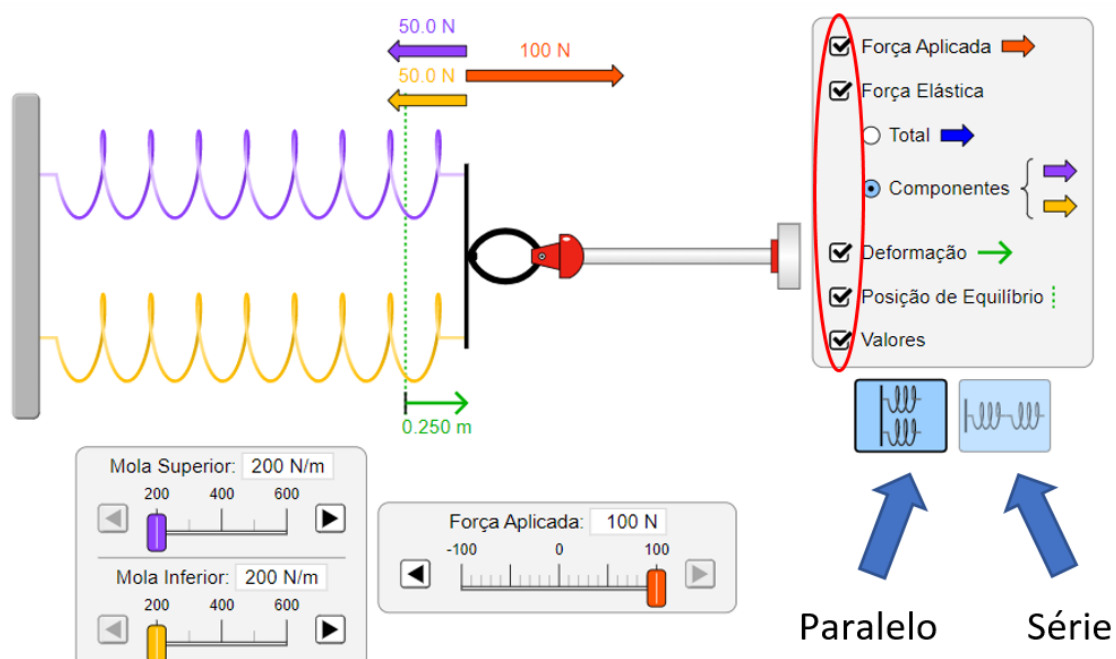 50.0 N
100 N
50.0 N
0.250 m
Força Aplicada
Força Elástica
Total
Componentes
Deformação
Posição de Equilíbrio
Valores
Mola Superior: 200 N/m
200 400 600
Mola Inferior: 200 N/m
200 400 600
Força Aplicada: 100 N
-100 0 100
Paralelo Série